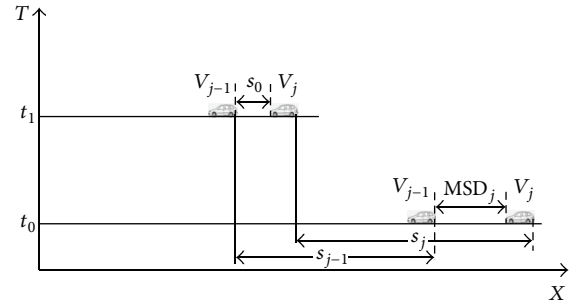 T
V_{j−1} s_0 V_j
t_1
V_{j−1} MSD_j V_j
t_0
s_j
s_{j−1}
X